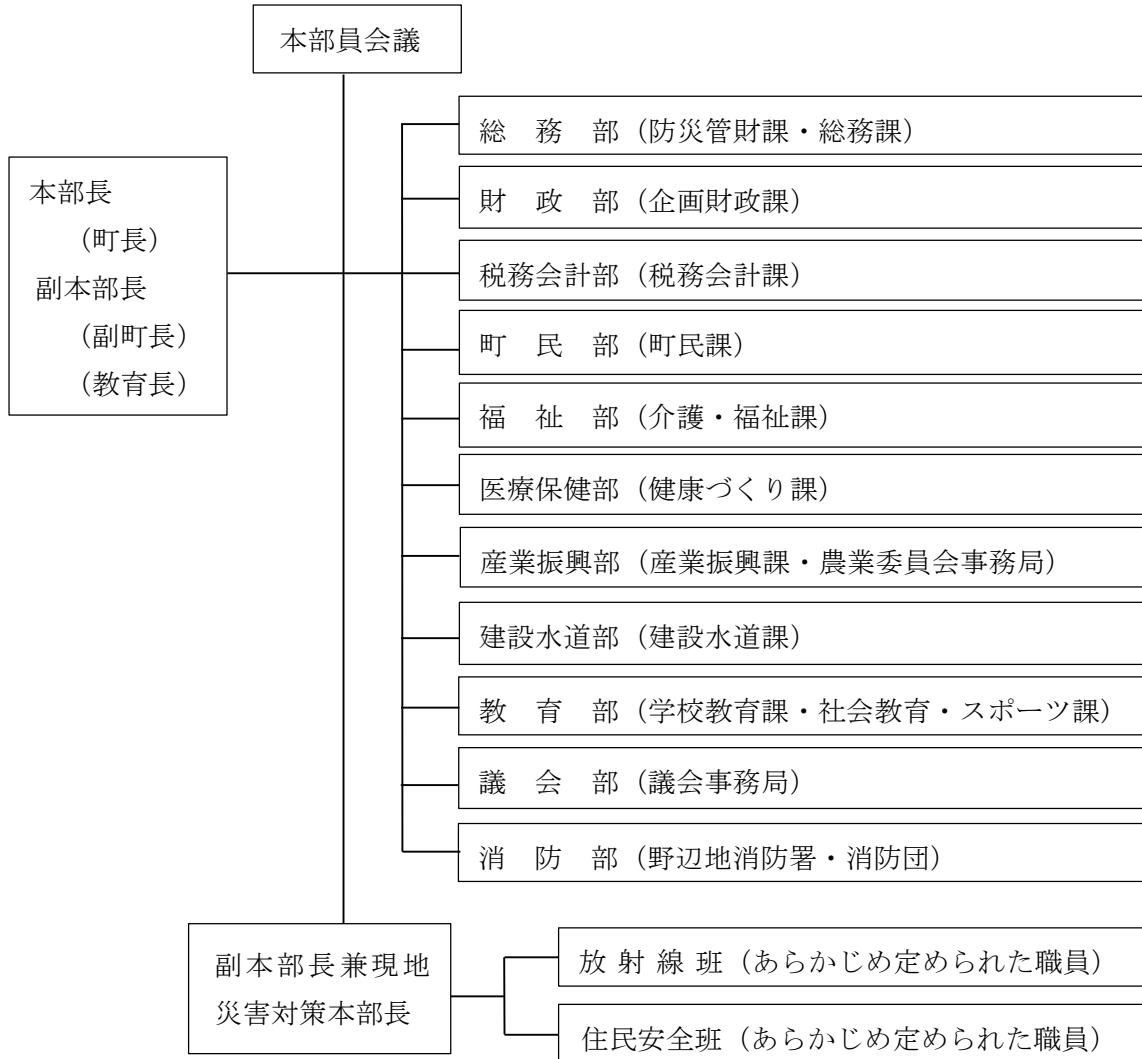 本部員会議
本部長
（町長）
副本部長
（副町長）
（教育長）
総　務　部（防災管財課・総務課）
財　政　部（企画財政課）
税務会計部（税務会計課）
町　民　部（町民課）
福　祉　部（介護・福祉課）
医療保健部（健康づくり課）
産業振興部（産業振興課・農業委員会事務局）
建設水道部（建設水道課）
教　育　部（学校教育課・社会教育・スポーツ課）
議　会　部（議会事務局）
消　防　部（野辺地消防署・消防団）
副本部長兼現地
災害対策本部長
放 射 線 班（あらかじめ定められた職員）
住民安全班（あらかじめ定められた職員）